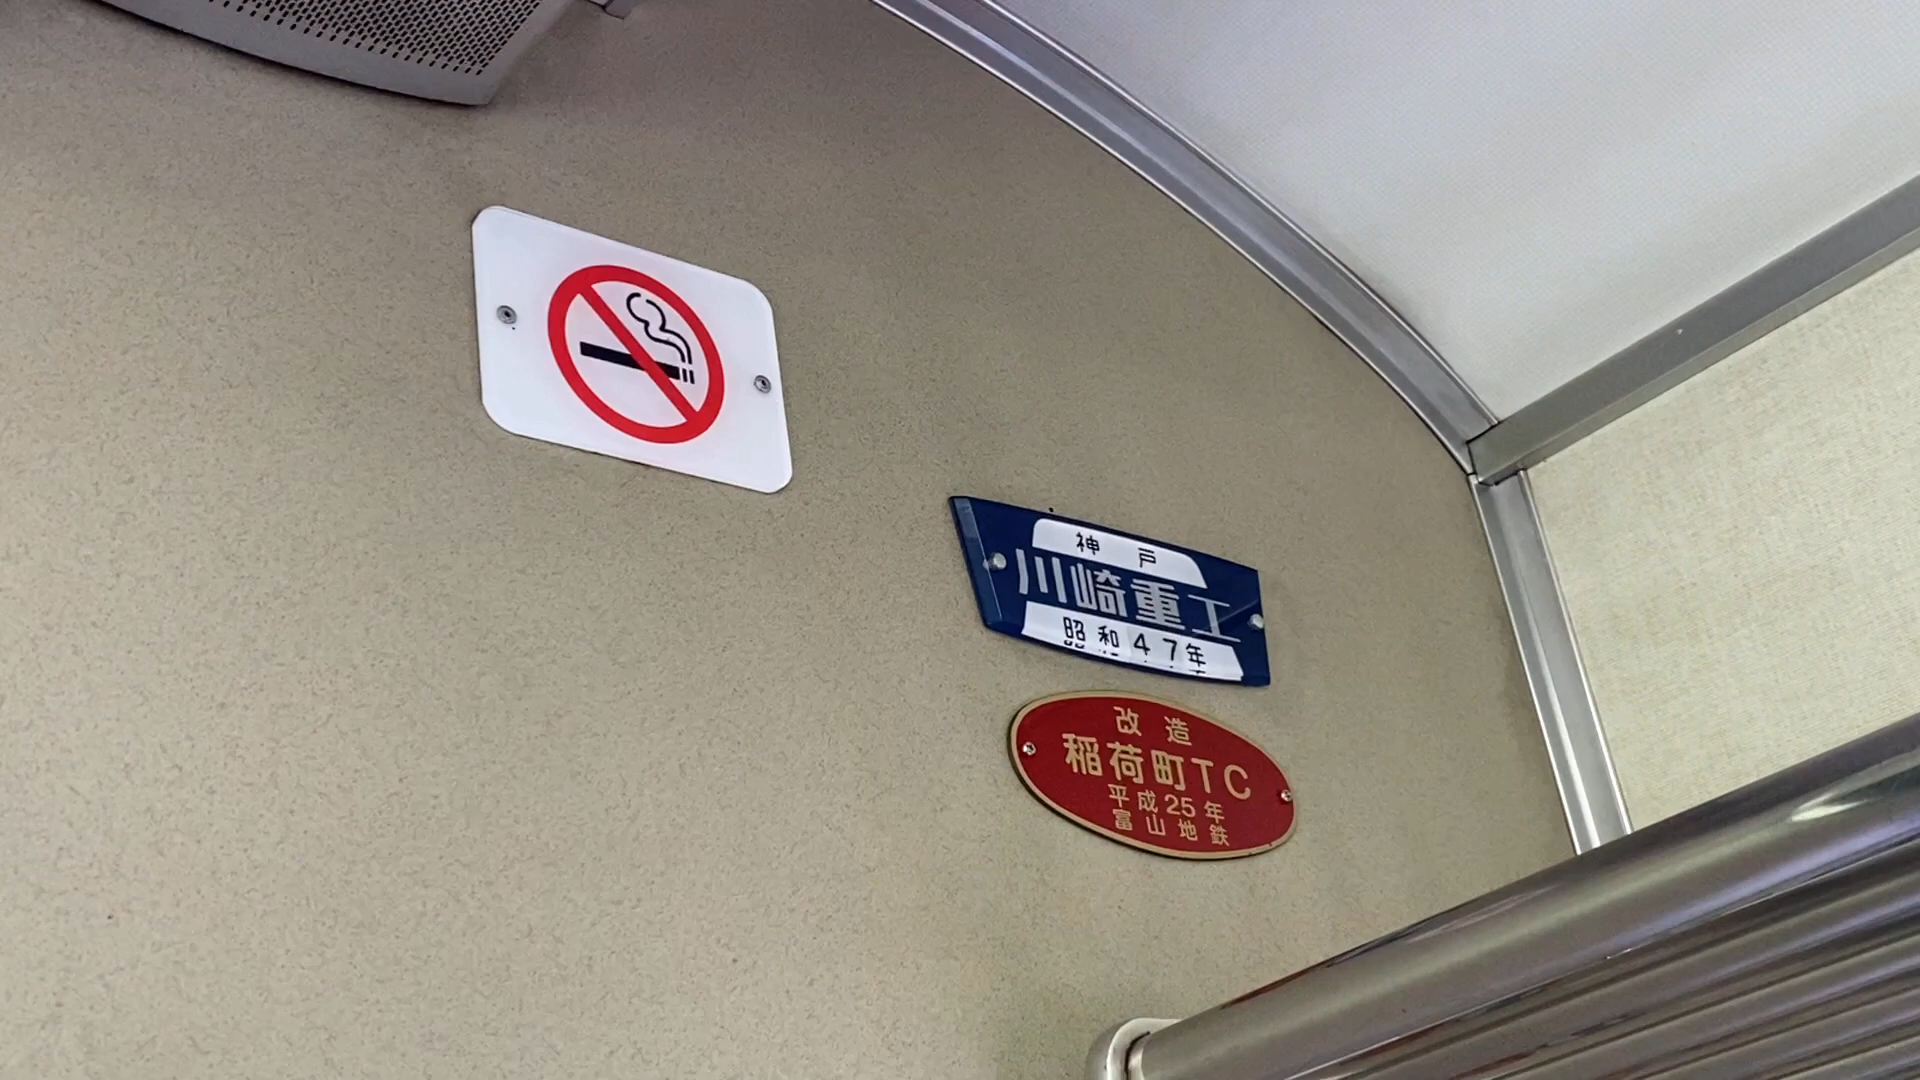 神戸
川崎重工
昭和47年
改造
稲荷町TC
平成25年
富山地鉄